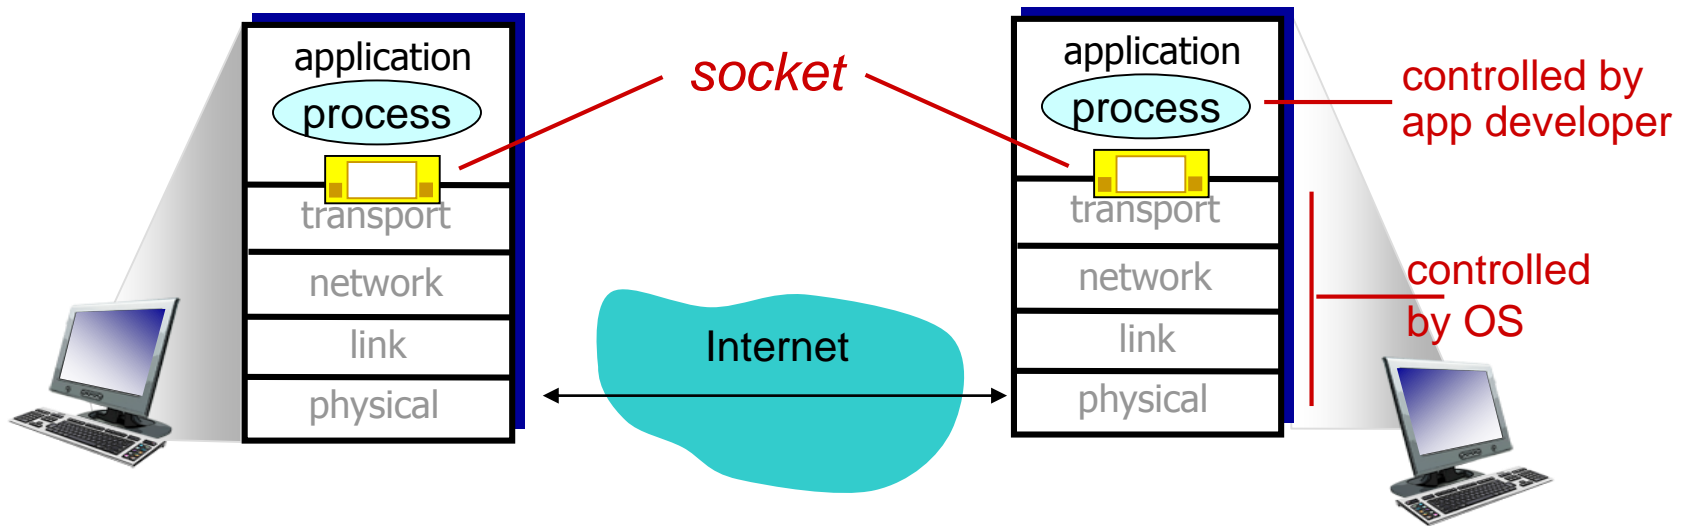 application
process
transport
network
link
physical
socket
Internet
application
process
transport
network
link
physical
controlled by
app developer
controlled
by OS